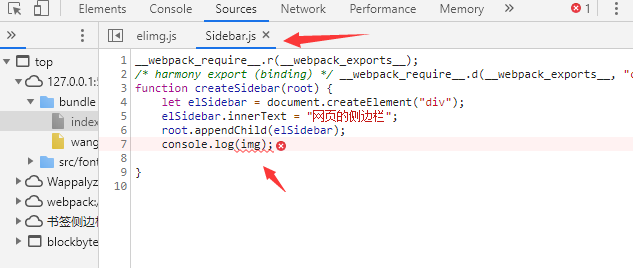 Elements Console Sources Network Performance Memory » 1
» elimg.js Sidebar.js ×
top
127.0.0.1:5
bundle
index
wang
src/font
Wappalyz
webpack:/
书签侧边栏
blockbyte
1 __webpack_require__.r(__webpack_exports__);
2 /* harmony export (binding) */ __webpack_require__.d(__webpack_exports__, "c
3 function createSidebar(root) {
4 let elSidebar = document.createElement("div");
5 elSidebar.innerText = "网页的侧边栏";
6 root.appendChild(elSidebar);
7 console.log(img);
8
9 }
10